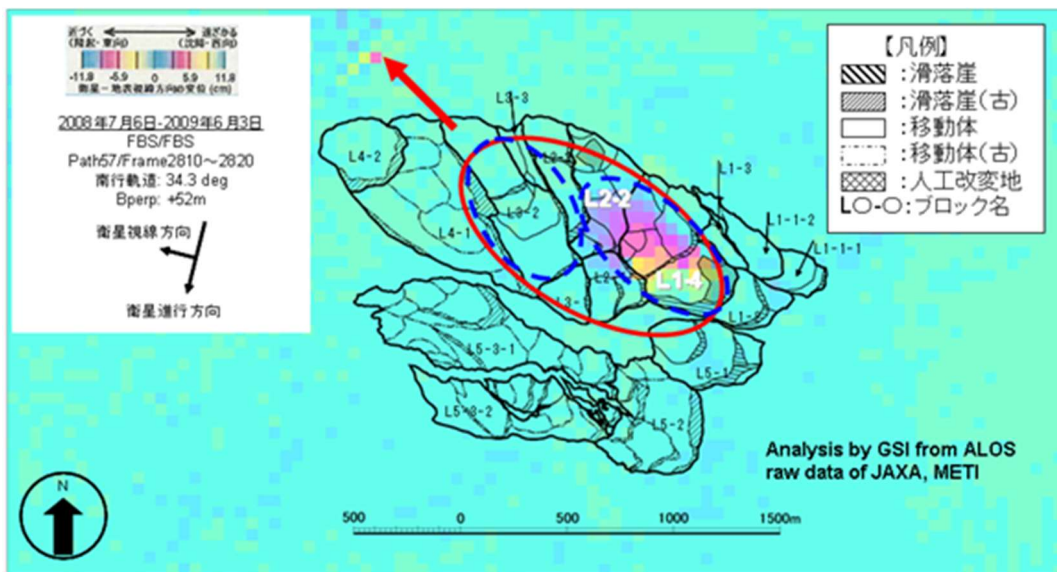 近づく 遠ざかる
(隆起・東向) (沈降・西向)
-11.8 -5.9 0 5.9 11.8
衛星-地表視線方向の変位(cm)
2008年7月6日-2009年6月3日
FBS/FBS
Path57/Frame2810~2820
南行軌道: 34.3 deg
Bperp: +52m
衛星視線方向
衛星進行方向
【凡例】
:滑落崖
:滑落崖(古)
:移動体
:移動体(古)
:人工改変地
L○-○:ブロック名
L3-3
L4-2
L2-2
L1-3
L3-2
L4-1
L1-1-2
L1-1-1
L1-4
L3-1
L5-3-1
L5-1
L5-3-2
L5-2
Analysis by GSI from ALOS
raw data of JAXA, METI
N
500 0 500 1000 1500m